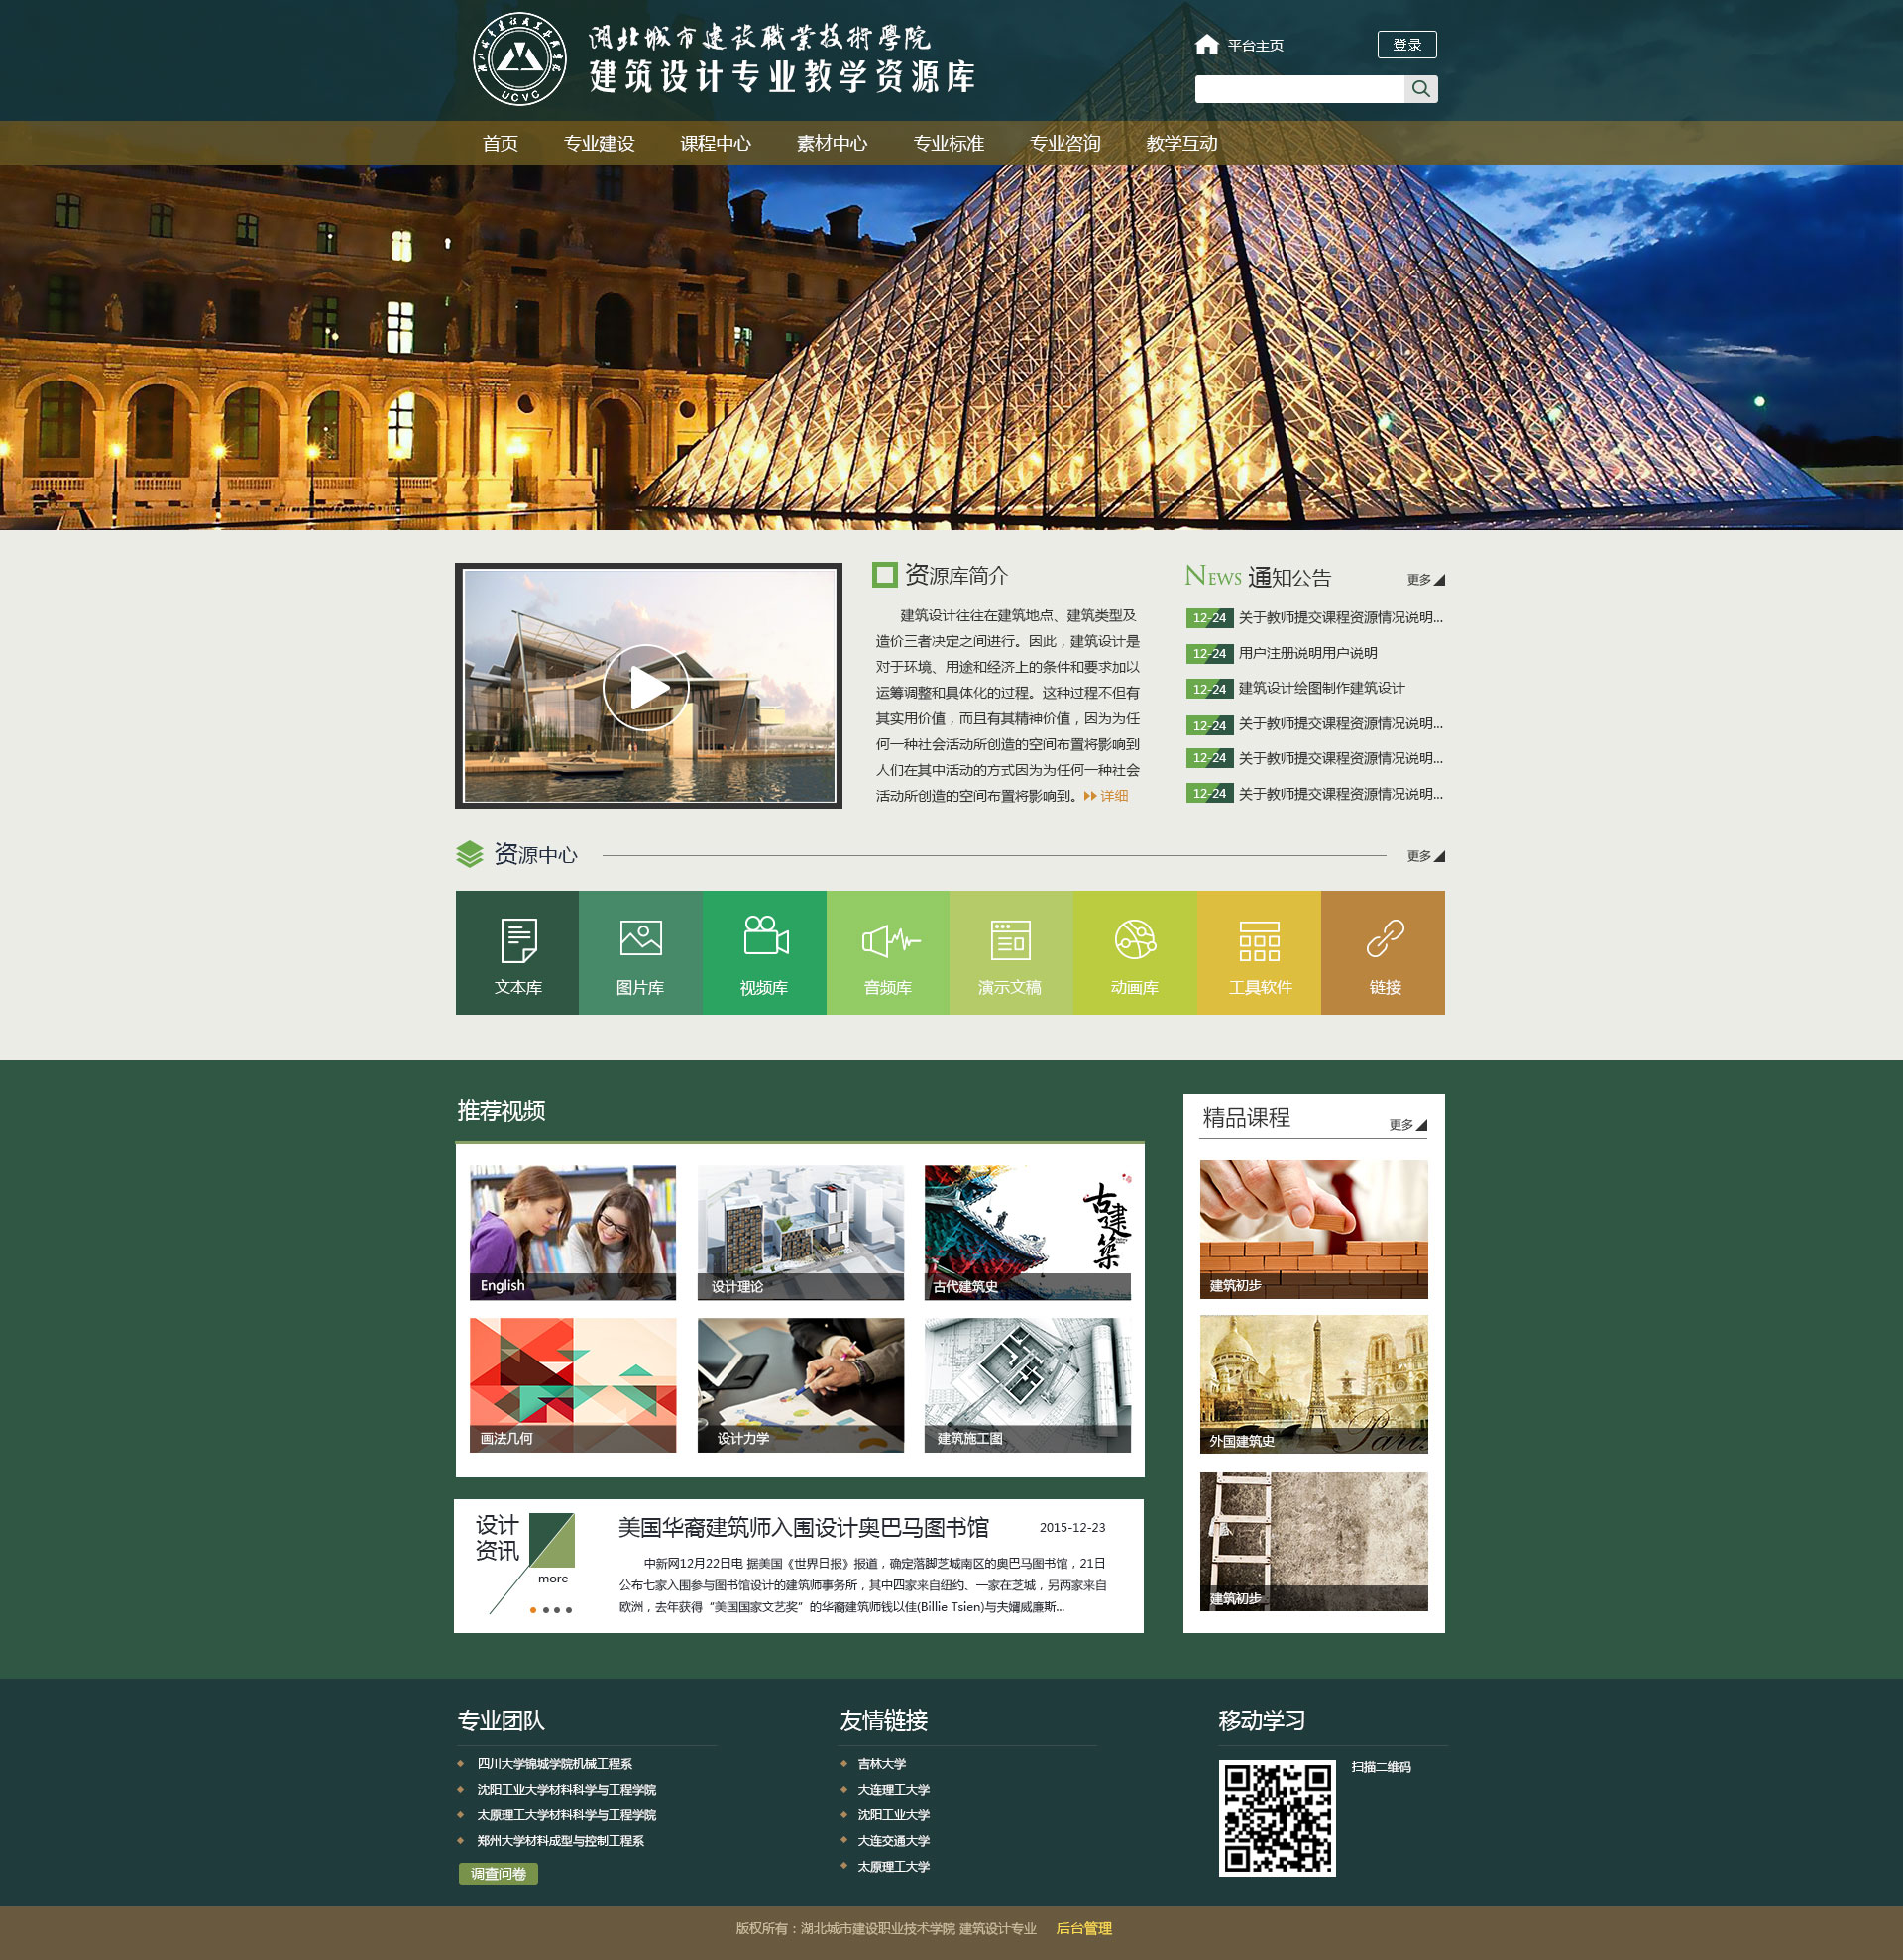 湖北城市建设職業技術學院
建筑设计专业教学资源库
UCVC
平台主页
登录
首页 专业建设 课程中心 素材中心 专业标准 专业咨询 教学互动
资源库简介
建筑设计往往在建筑地点、建筑类型及
造价三者决定之间进行。因此，建筑设计是
对于环境、用途和经济上的条件和要求加以
运筹调整和具体化的过程。这种过程不但有
其实用价值，而且有其精神价值，因为为任
何一种社会活动所创造的空间布置将影响到
人们在其中活动的方式因为为任何一种社会
活动所创造的空间布置将影响到。 详细
NEWS 通知公告 更多
12-24 关于教师提交课程资源情况说明...
12-24 用户注册说明用户说明
12-24 建筑设计绘图制作建筑设计
12-24 关于教师提交课程资源情况说明...
12-24 关于教师提交课程资源情况说明...
12-24 关于教师提交课程资源情况说明...
资源中心 更多
文本库 图片库 视频库 音频库 演示文稿 动画库 工具软件 链接
推荐视频
English
设计理论
古建築
古代建筑史
画法几何
设计力学
建筑施工图
精品课程 更多
建筑初步
Paris
外国建筑史
建筑初步
设计
资讯
more
美国华裔建筑师入围设计奥巴马图书馆 2015-12-23
中新网12月22日电 据美国《世界日报》报道，确定落脚芝城南区的奥巴马图书馆，21日
公布七家入围参与图书馆设计的建筑师事务所，其中四家来自纽约、一家在芝城，另两家来自
欧洲，去年获得“美国国家文艺奖”的华裔建筑师钱以佳(Billie Tsien)与夫婿威廉斯...
专业团队
四川大学锦城学院机械工程系
沈阳工业大学材料科学与工程学院
太原理工大学材料科学与工程学院
郑州大学材料成型与控制工程系
调查问卷
友情链接
吉林大学
大连理工大学
沈阳工业大学
大连交通大学
太原理工大学
移动学习
扫描二维码
版权所有：湖北城市建设职业技术学院 建筑设计专业 后台管理